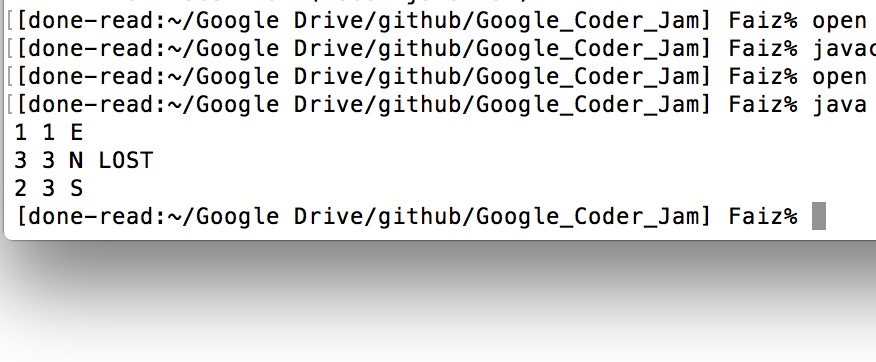 [[done-read:~/Google Drive/github/Google_Coder_Jam] Faiz% open
[[done-read:~/Google Drive/github/Google_Coder_Jam] Faiz% javac
[[done-read:~/Google Drive/github/Google_Coder_Jam] Faiz% open
[[done-read:~/Google Drive/github/Google_Coder_Jam] Faiz% java
1 1 E
3 3 N LOST
2 3 S
[done-read:~/Google Drive/github/Google_Coder_Jam] Faiz%